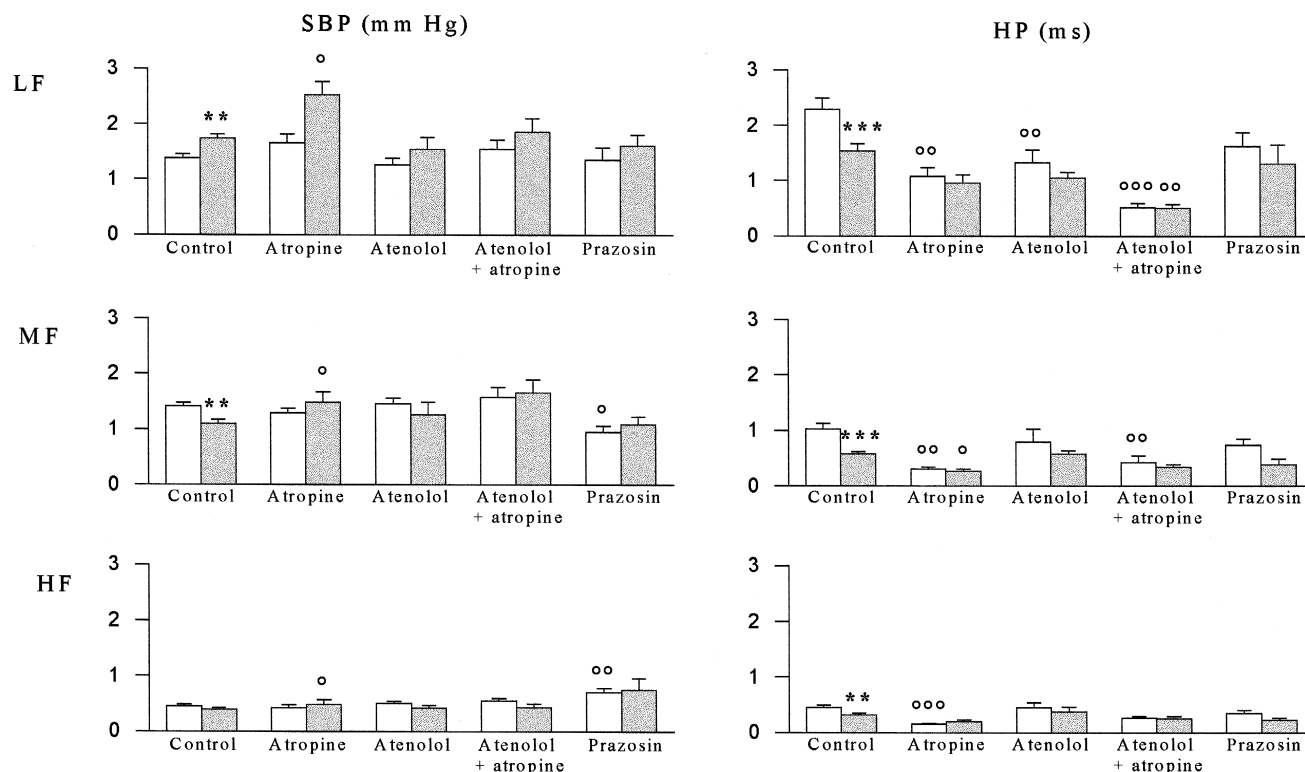 SBP (mm Hg)
HP (ms)
LF
3
2
1
0
**
°
Control
Atropine
Atenolol
Atenolol
+ atropine
Prazosin
3
2
1
0
***
°°
°°
°°° °°
Control
Atropine
Atenolol
Atenolol
+ atropine
Prazosin
MF
3
2
1
0
**
°
°
Control
Atropine
Atenolol
Atenolol
+ atropine
Prazosin
3
2
1
0
***
°° °
°°
Control
Atropine
Atenolol
Atenolol
+ atropine
Prazosin
HF
3
2
1
0
°
°°
Control
Atropine
Atenolol
Atenolol
+ atropine
Prazosin
3
2
1
0
**
°°°
Control
Atropine
Atenolol
Atenolol
+ atropine
Prazosin